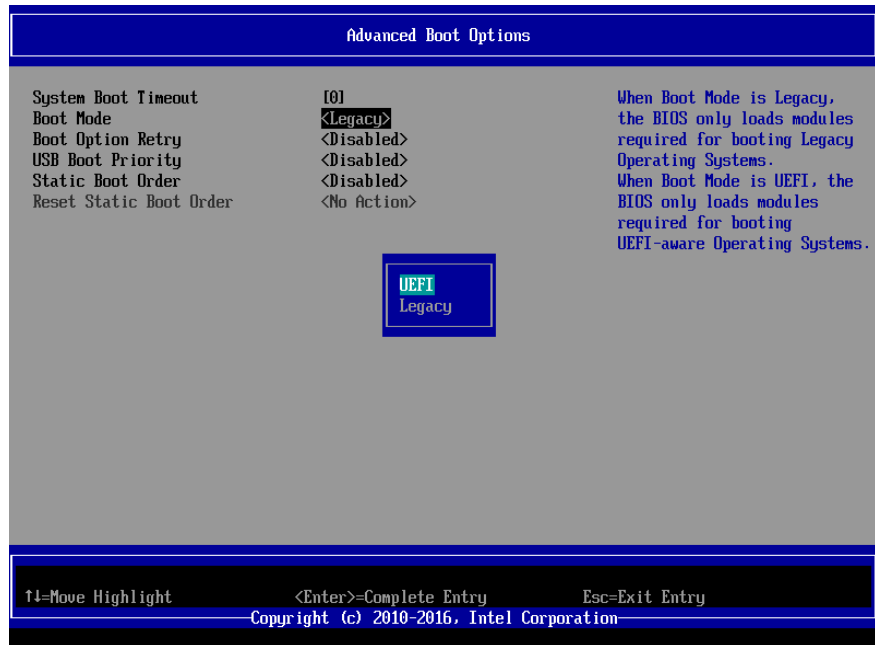 Advanced Boot Options
System Boot Timeout [0]
Boot Mode <Legacy>
Boot Option Retry <Disabled>
USB Boot Priority <Disabled>
Static Boot Order <Disabled>
Reset Static Boot Order <No Action>
When Boot Mode is Legacy,
the BIOS only loads modules
required for booting Legacy
Operating Systems.
When Boot Mode is UEFI, the
BIOS only loads modules
required for booting
UEFI-aware Operating Systems.
UEFI
Legacy
↑↓=Move Highlight <Enter>=Complete Entry Esc=Exit Entry
Copyright (c) 2010-2016, Intel Corporation